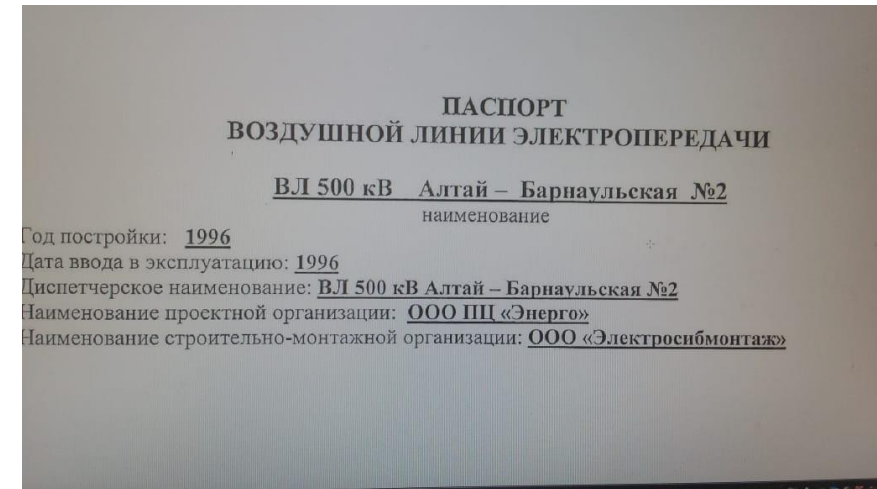 ПАСПОРТ
ВОЗДУШНОЙ ЛИНИИ ЭЛЕКТРОПЕРЕДАЧИ
ВЛ 500 кВ Алтай – Барнаульская №2
наименование
Год постройки: 1996
Дата ввода в эксплуатацию: 1996
Диспетчерское наименование: ВЛ 500 кВ Алтай – Барнаульская №2
Наименование проектной организации: ООО ПЦ «Энерго»
Наименование строительно-монтажной организации: ООО «Электросибмонтаж»